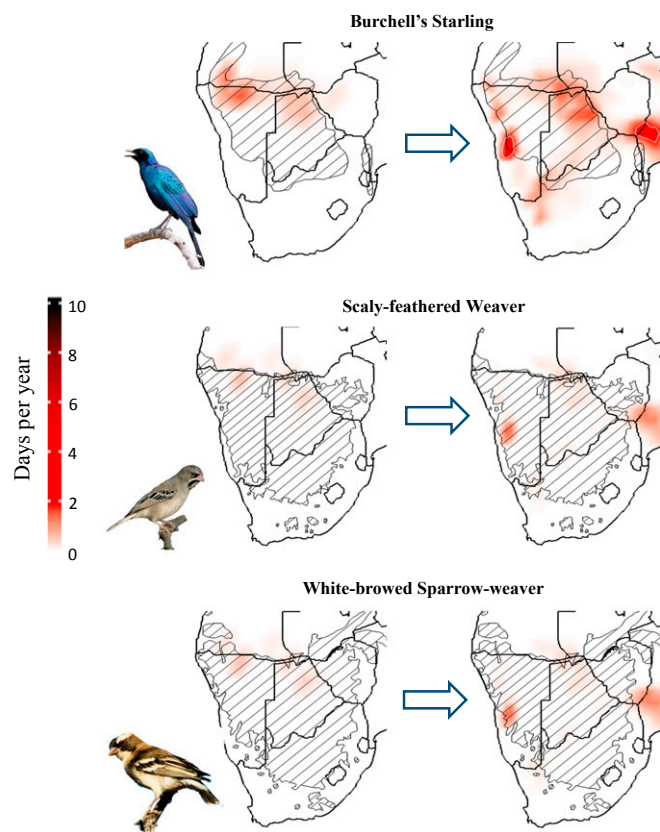 Burchell’s Starling
Scaly-feathered Weaver
10
8
6
4
2
0
Days per year
White-browed Sparrow-weaver